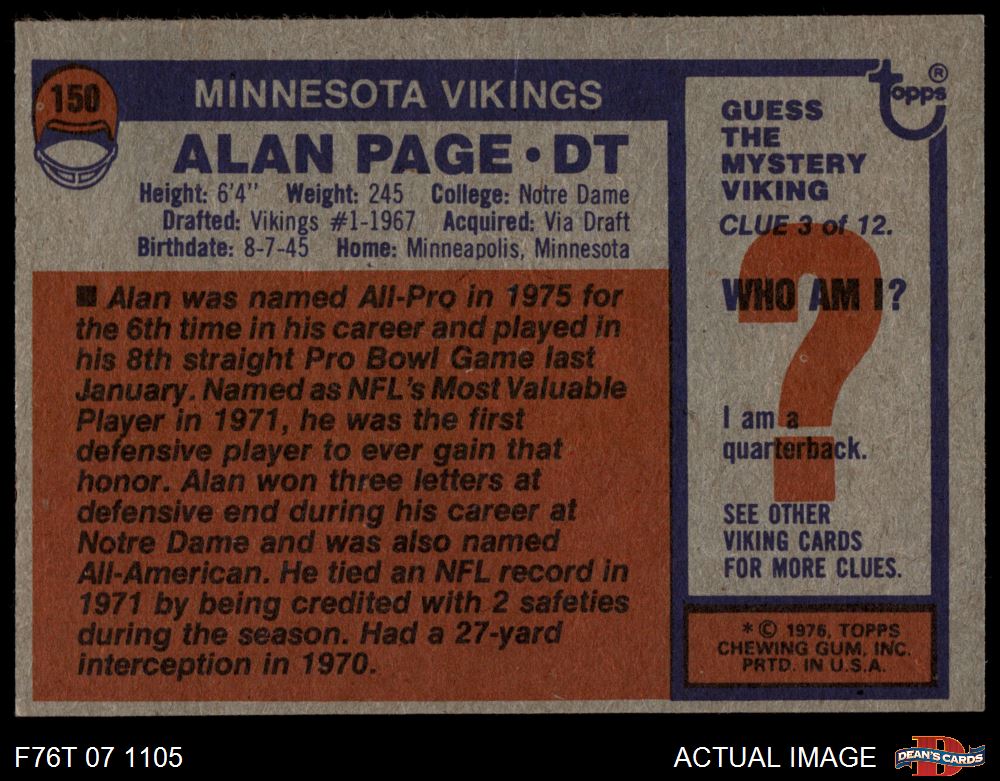 150
MINNESOTA VIKINGS
ALAN PAGE • DT
Height: 6'4" Weight: 245 College: Notre Dame
Drafted: Vikings #1-1967 Acquired: Via Draft
Birthdate: 8-7-45 Home: Minneapolis, Minnesota
■ Alan was named All-Pro in 1975 for
the 6th time in his career and played in
his 8th straight Pro Bowl Game last
January. Named as NFL's Most Valuable
Player in 1971, he was the first
defensive player to ever gain that
honor. Alan won three letters at
defensive end during his career at
Notre Dame and was also named
All-American. He tied an NFL record in
1971 by being credited with 2 safeties
during the season. Had a 27-yard
interception in 1970.
topps ®
GUESS
THE
MYSTERY
VIKING
CLUE 3 of 12.
WHO AM I?
?
I am a
quarterback.
SEE OTHER
VIKING CARDS
FOR MORE CLUES.
* © 1976, TOPPS
CHEWING GUM, INC.
PRTD. IN U.S.A.
F76T 07 1105
ACTUAL IMAGE
D
DEAN'S CARDS